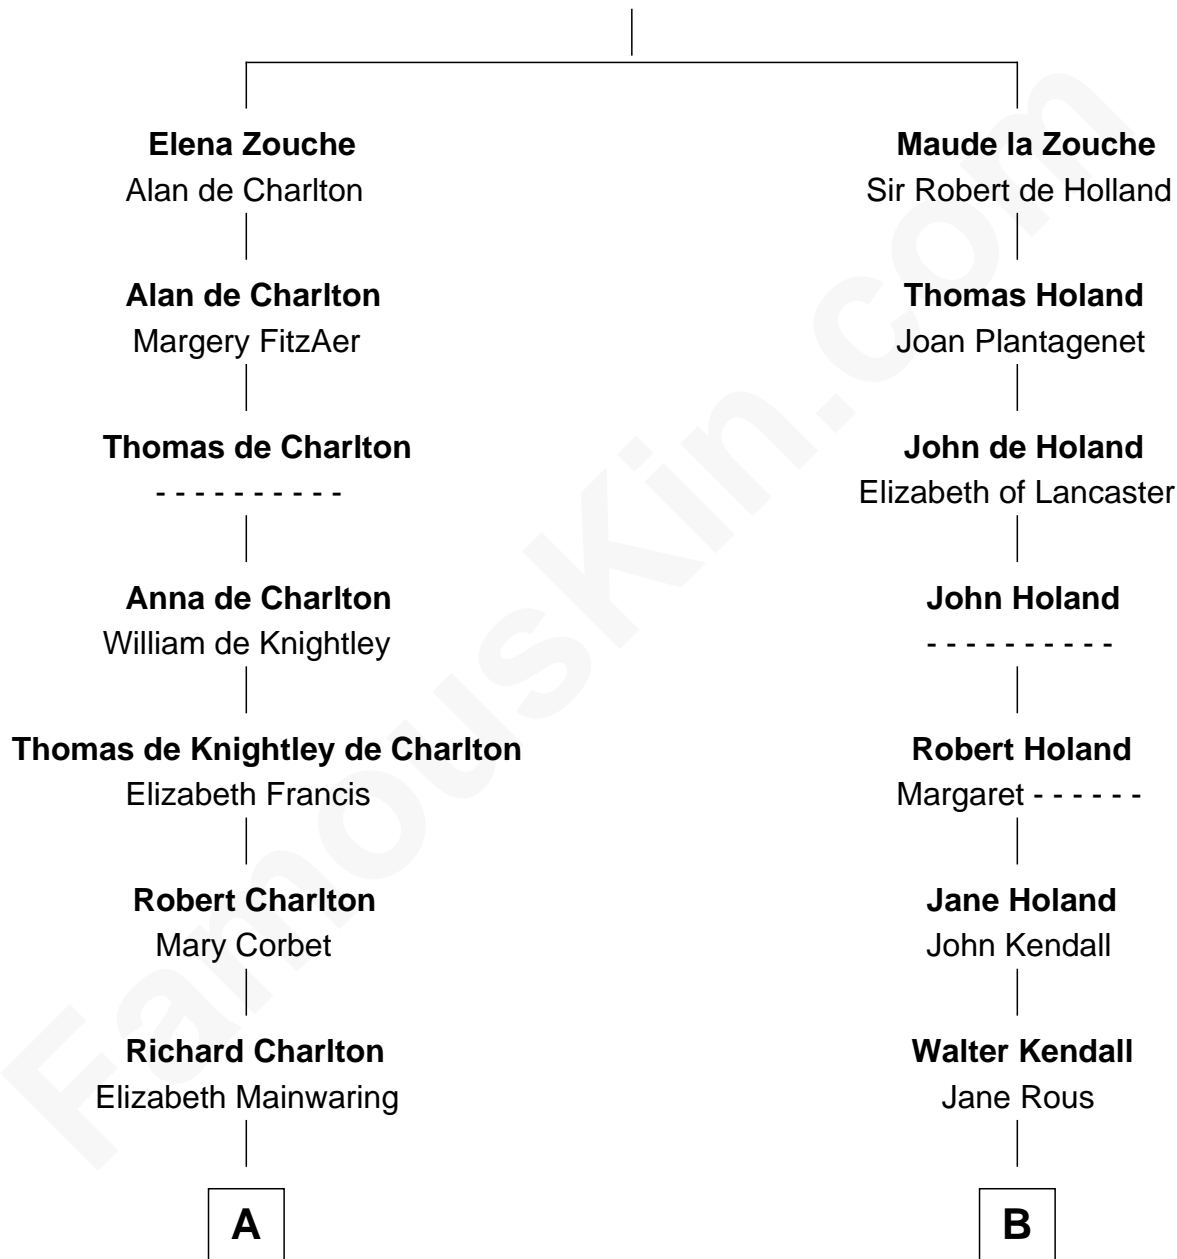 Elena Zouche
Alan de Charlton
Alan de Charlton
Margery FitzAer
Thomas de Charlton
- - - - - - - - - -
Anna de Charlton
William de Knightley
Thomas de Knightley de Charlton
Elizabeth Francis
Robert Charlton
Mary Corbet
Richard Charlton
Elizabeth Mainwaring
A
Maude la Zouche
Sir Robert de Holland
Thomas Holand
Joan Plantagenet
John de Holand
Elizabeth of Lancaster
John Holand
- - - - - - - - - -
Robert Holand
Margaret - - - - - -
Jane Holand
John Kendall
Walter Kendall
Jane Rous
B
FamousKin.com